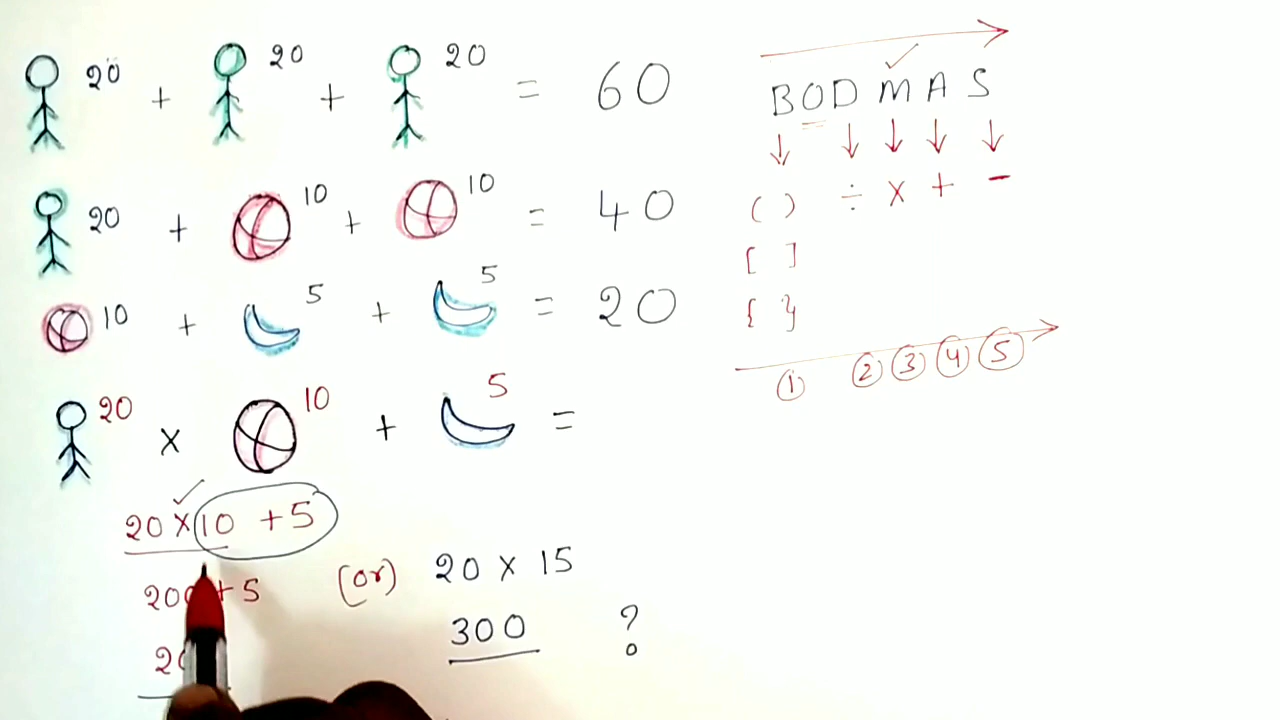 20 + 20 + 20 = 60
20 + 10 + 10 = 40
10 + 5 + 5 = 20
20 x 10 + 5 =
20 x 10 + 5
+ 5
(or)
20 x 15
300 ?
BODMAS
( ) ÷ x + -
[ ]
{ }
1 2 3 4 5